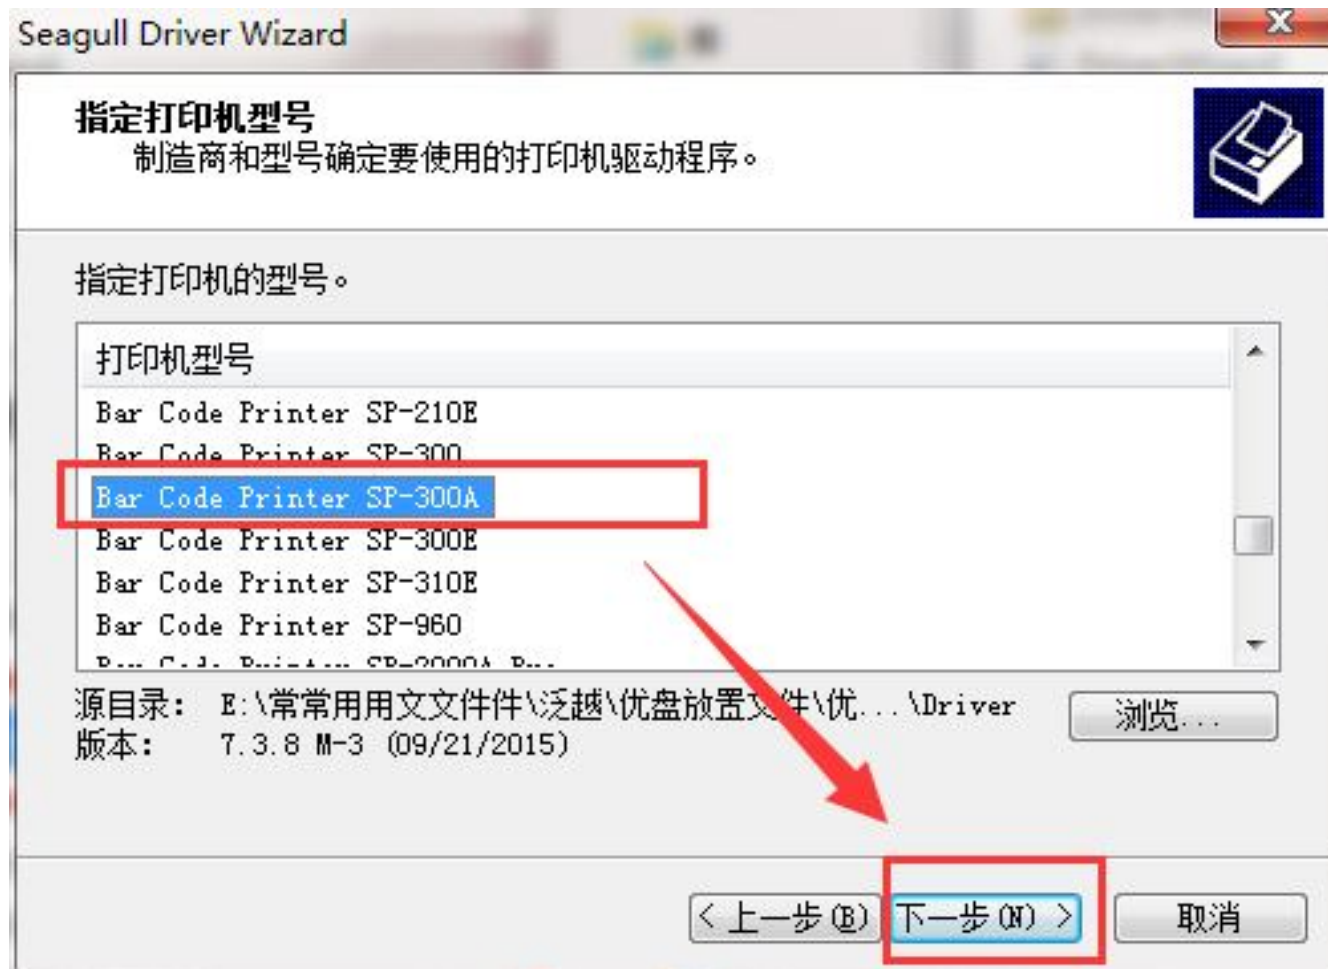 Seagull Driver Wizard
指定打印机型号
制造商和型号确定要使用的打印机驱动程序。
指定打印机的型号。
打印机型号
Bar Code Printer SP-210E
Bar Code Printer SP-300
Bar Code Printer SP-300A
Bar Code Printer SP-300E
Bar Code Printer SP-310E
Bar Code Printer SP-960
源目录: E:\常常用用文文件件\泛越\优盘放置文件\优...\Driver 浏览...
版本: 7.3.8 M-3 (09/21/2015)
<上一步(B) 下一步(N) > 取消